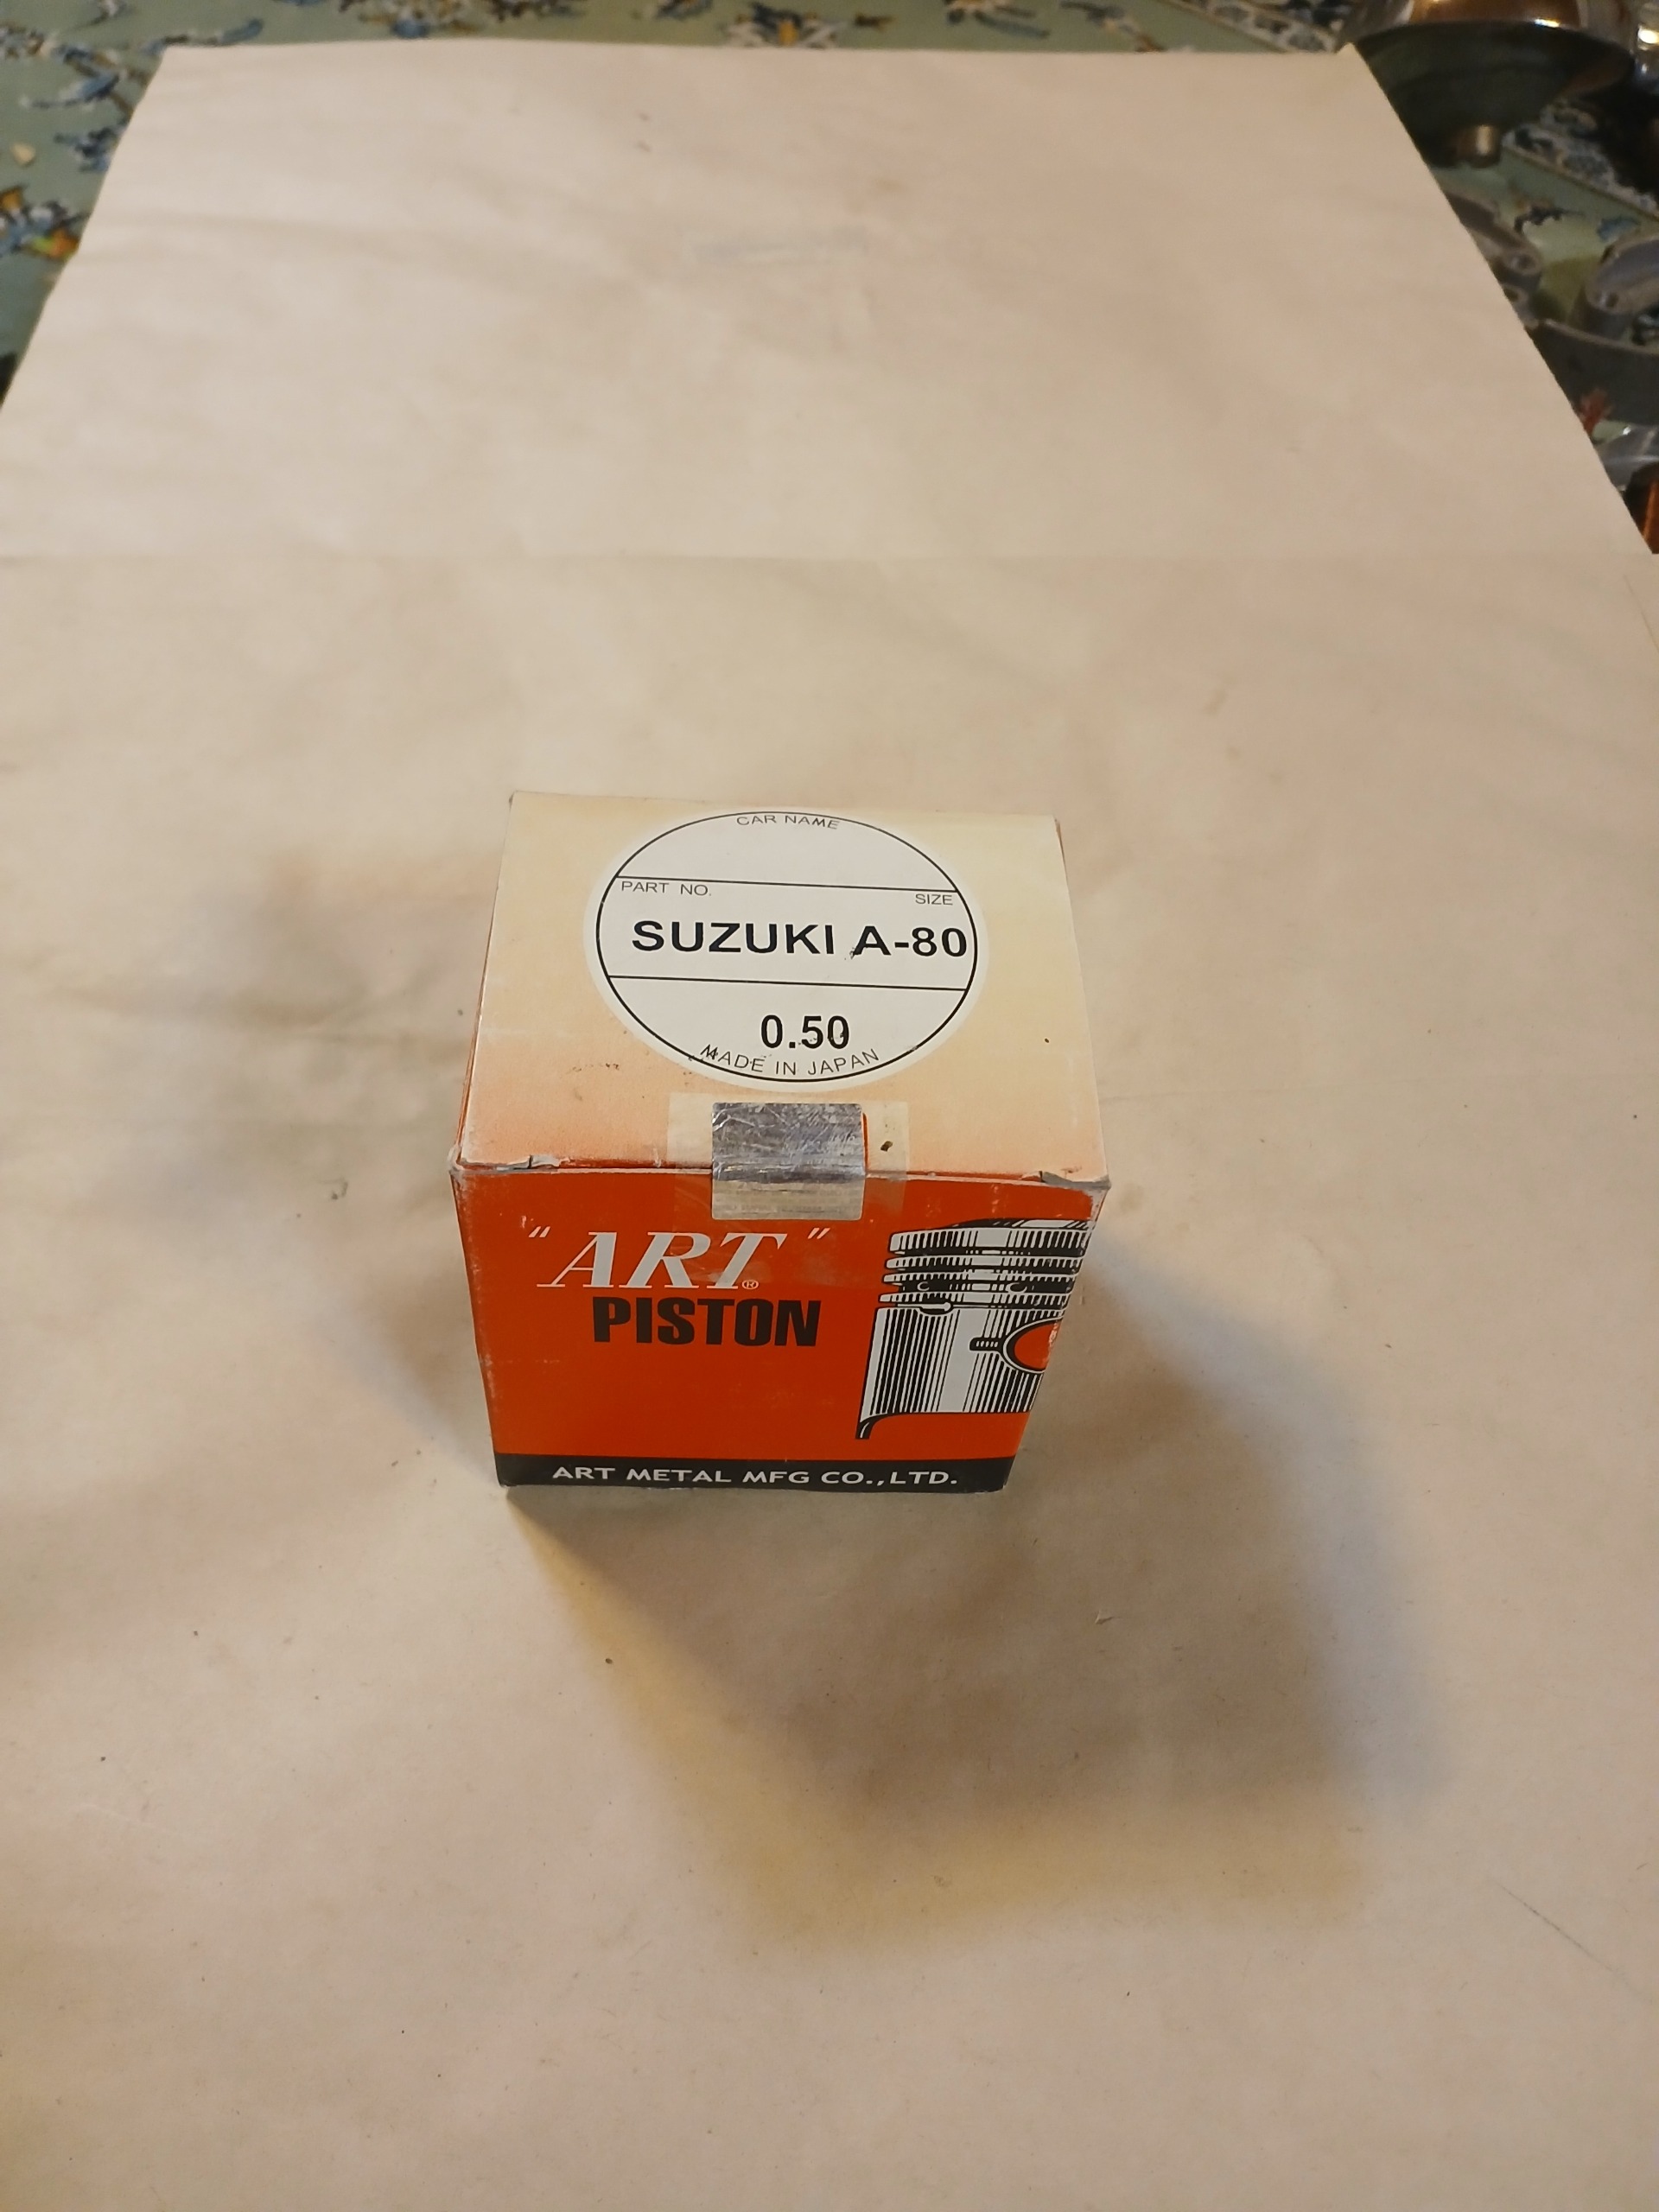 CAR NAME
PART NO. SIZE
SUZUKI A-80
0.50
MADE IN JAPAN
"ART"®
PISTON
ART METAL MFG CO.,LTD.